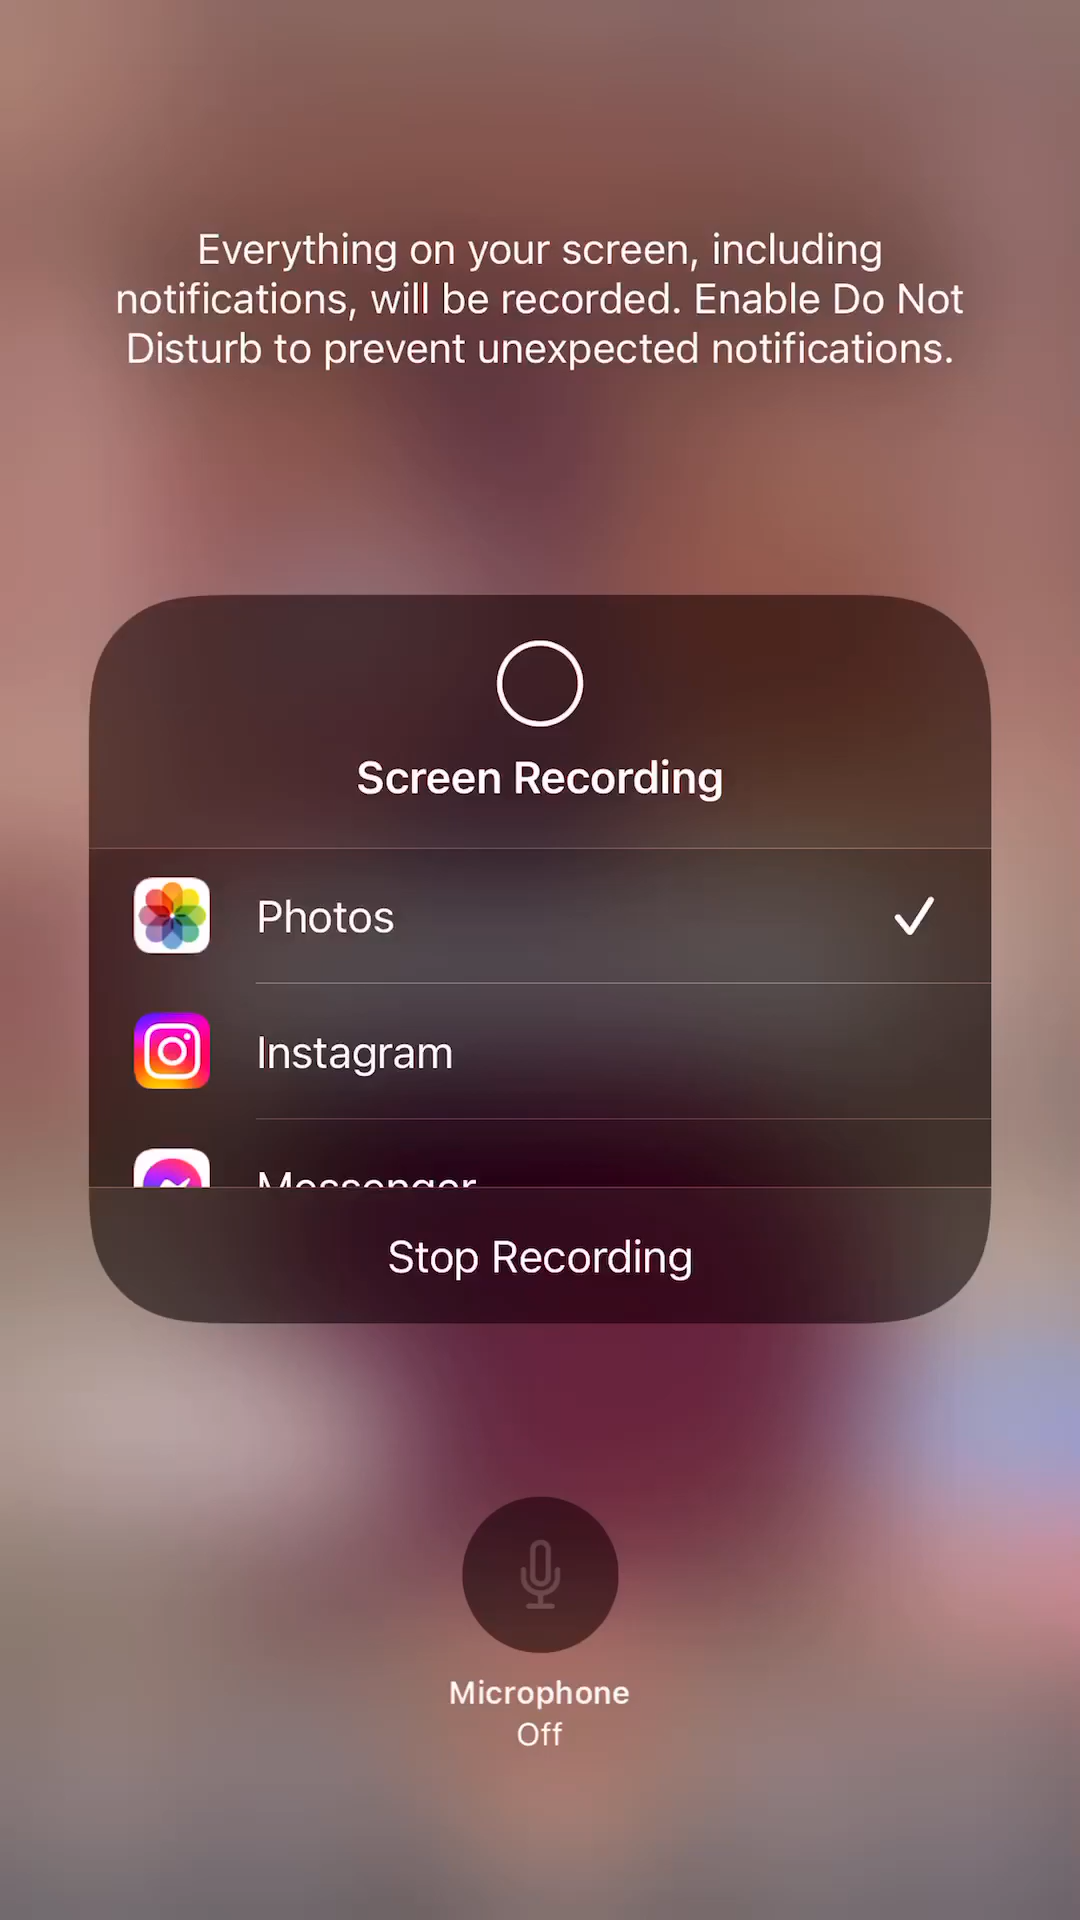 Everything on your screen, including
notifications, will be recorded. Enable Do Not
Disturb to prevent unexpected notifications.
Screen Recording
Photos
Instagram
Messenger
Stop Recording
Microphone
Off